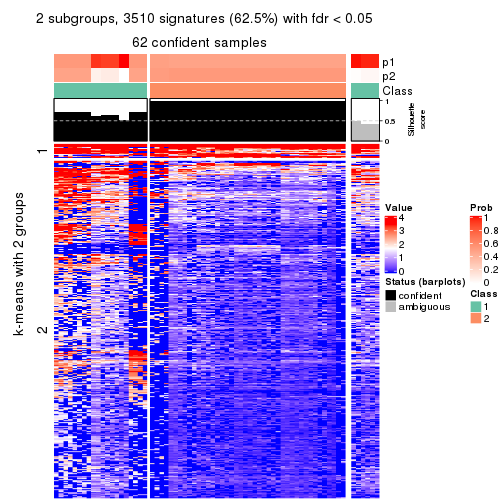 2 subgroups, 3510 signatures (62.5%) with fdr < 0.05
62 confident samples
p1
p2
Class
1
0.5
0
Silhouette
score
k-means with 2 groups
1
2
Value
4
3
2
1
0
Prob
1
0.8
0.6
0.4
0.2
0
Status (barplots)
confident
ambiguous
Class
1
2